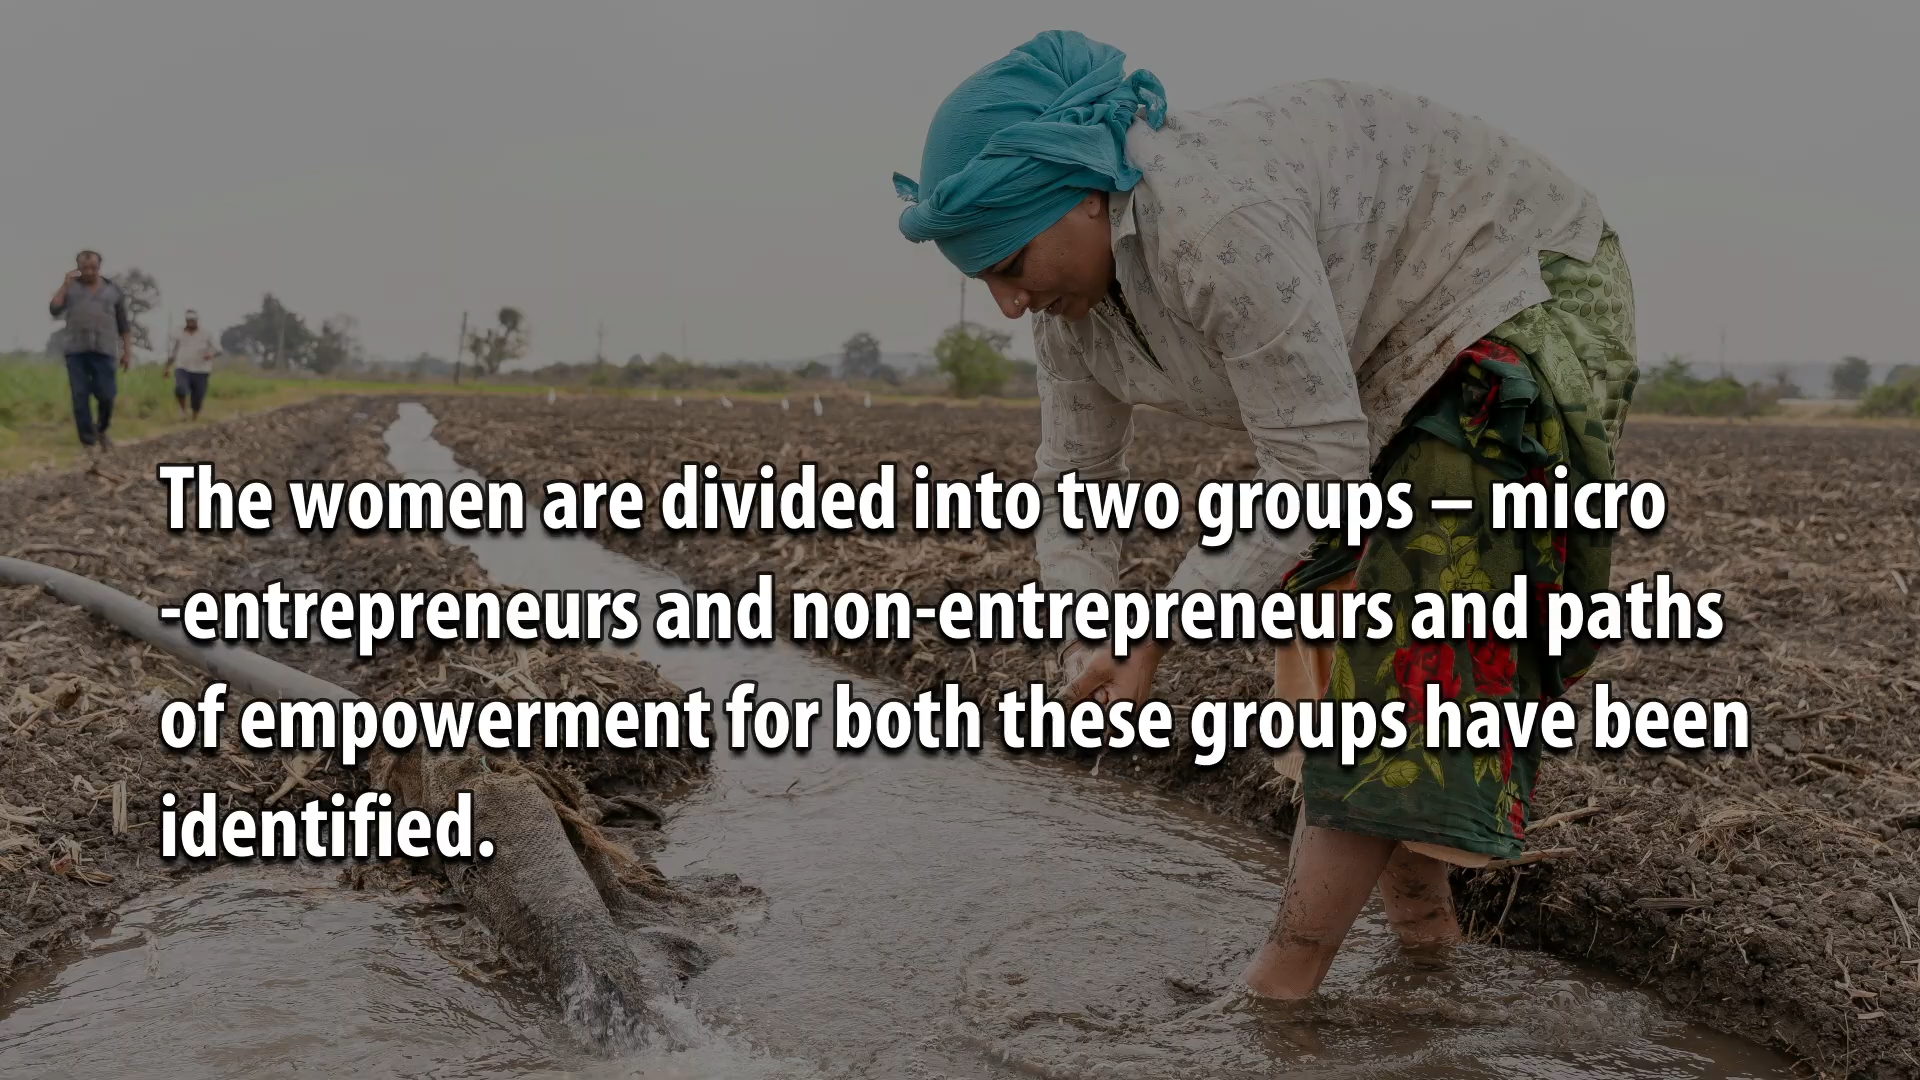 The women are divided into two groups – micro
-entrepreneurs and non-entrepreneurs and paths
of empowerment for both these groups have been
identified.